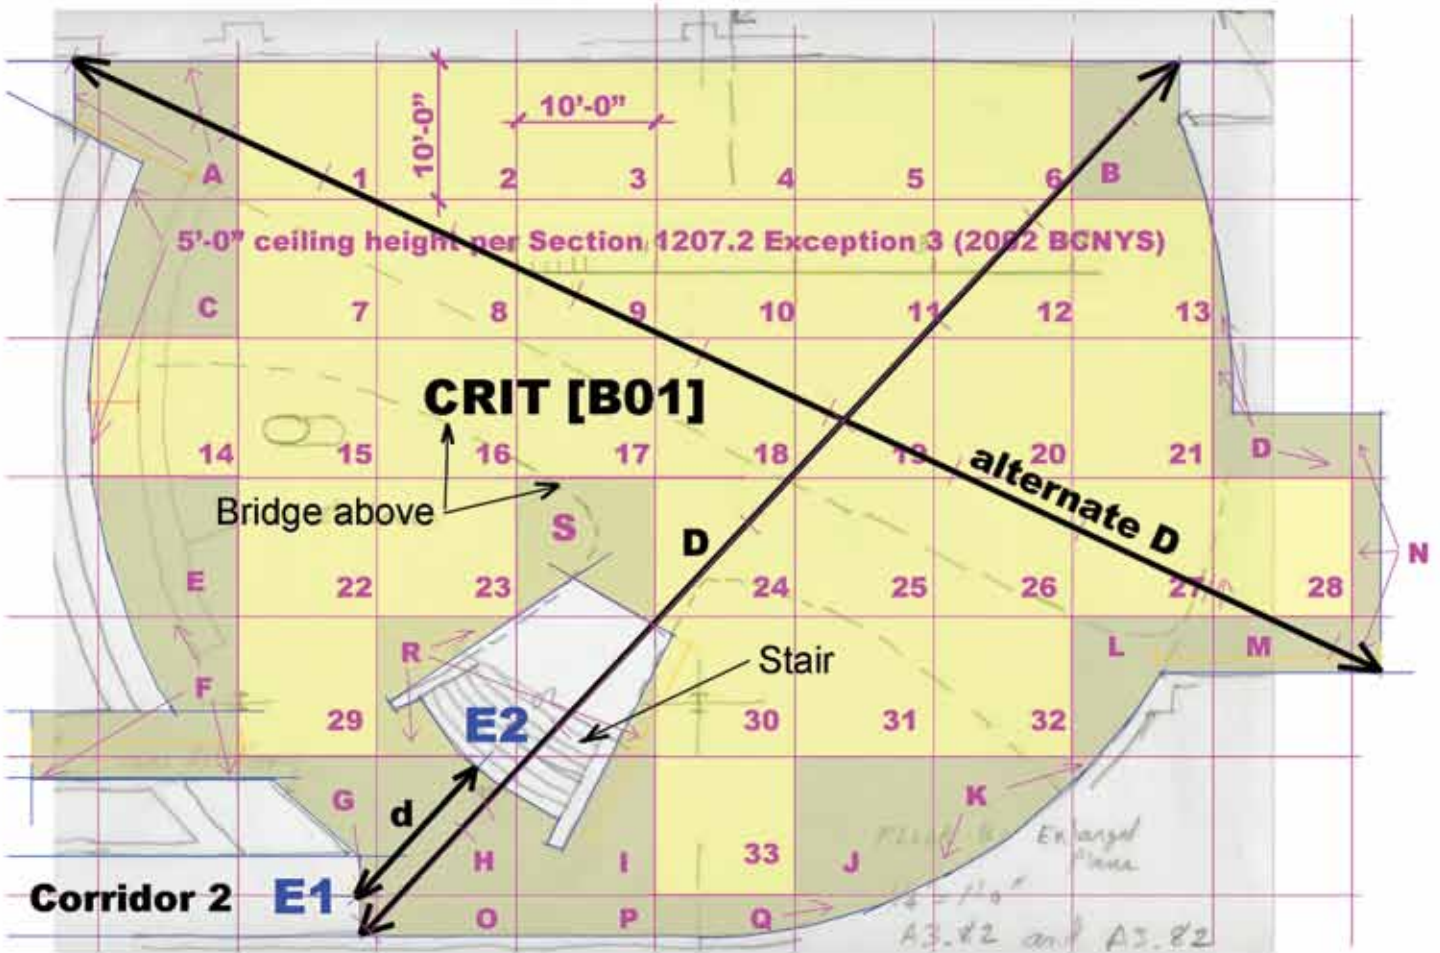 10'-0"
10'-0"
A 1 2 3 4 5 6 B
5'-0" ceiling height per Section 1207.2 Exception 3 (2002 BCNYS)
C 7 8 9 10 11 12 13
CRIT [B01]
14 15 16 17 18 19 20 21 D
alternate D
Bridge above
S
D
N
E 22 23 24 25 26 27 28
R
L M
Stair
F
29 E2 30 31 32
G
d
K
H I 33 J
Enlarged
Plans
Corridor 2 E1
O P Q
A3.82 and A3.82